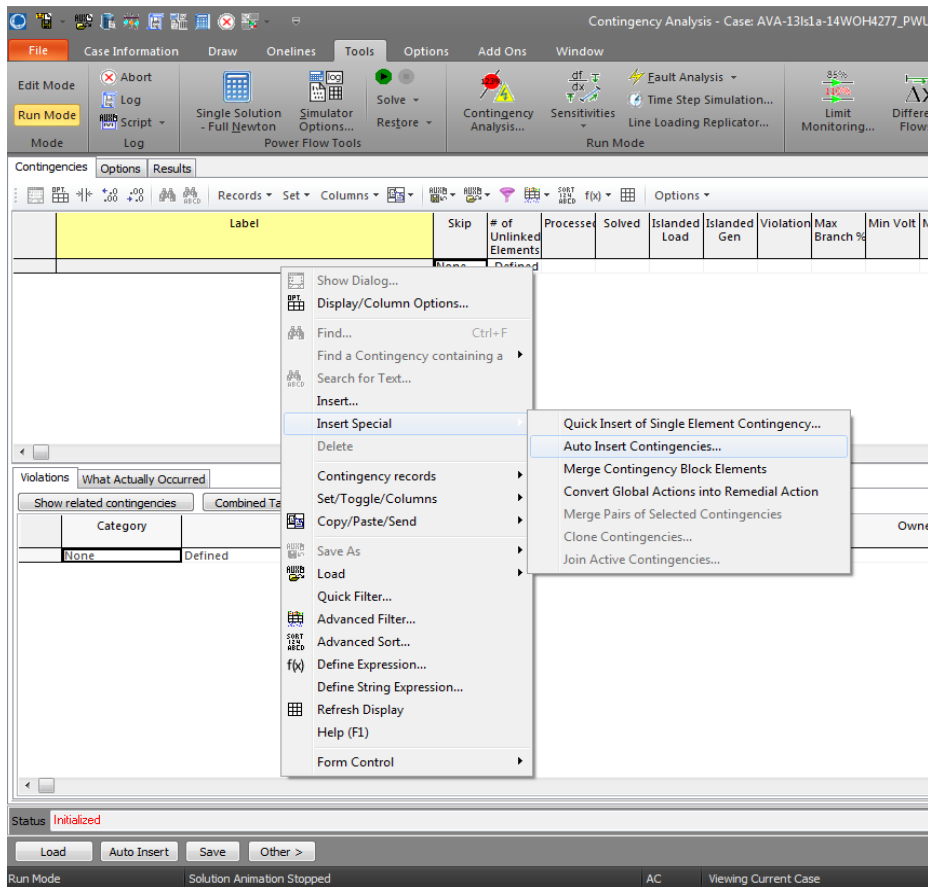 Contingency Analysis - Case: AVA-13ls1a-14WOH4277_PWU
File Case Information Draw Onelines Tools Options Add Ons Window
Edit Mode
Run Mode
Mode
Abort
Log
Script
Log
Single Solution - Full Newton
Simulator Options...
Solve
Restore
Power Flow Tools
Contingency Analysis...
Sensitivities
Fault Analysis
Time Step Simulation...
Line Loading Replicator...
Run Mode
Limit Monitoring...
Contingencies Options Results
Records Set Columns Options
Label Skip # of Unlinked Elements Processed Solved Islanded Load Islanded Gen Violation Max Branch % Min Volt
None Defined
Show Dialog...
Display/Column Options...
Find... Ctrl+F
Find a Contingency containing a
Search for Text...
Insert...
Insert Special
Delete
Contingency records
Set/Toggle/Columns
Copy/Paste/Send
Save As
Load
Quick Filter...
Advanced Filter...
Advanced Sort...
Define Expression...
Define String Expression...
Refresh Display
Help (F1)
Form Control
Quick Insert of Single Element Contingency...
Auto Insert Contingencies...
Merge Contingency Block Elements
Convert Global Actions into Remedial Action
Merge Pairs of Selected Contingencies
Clone Contingencies...
Join Active Contingencies...
Violations What Actually Occurred
Show related contingencies Combined Ta
Category Owne
None Defined
Status Initialized
Load Auto Insert Save Other >
Run Mode Solution Animation Stopped AC Viewing Current Case